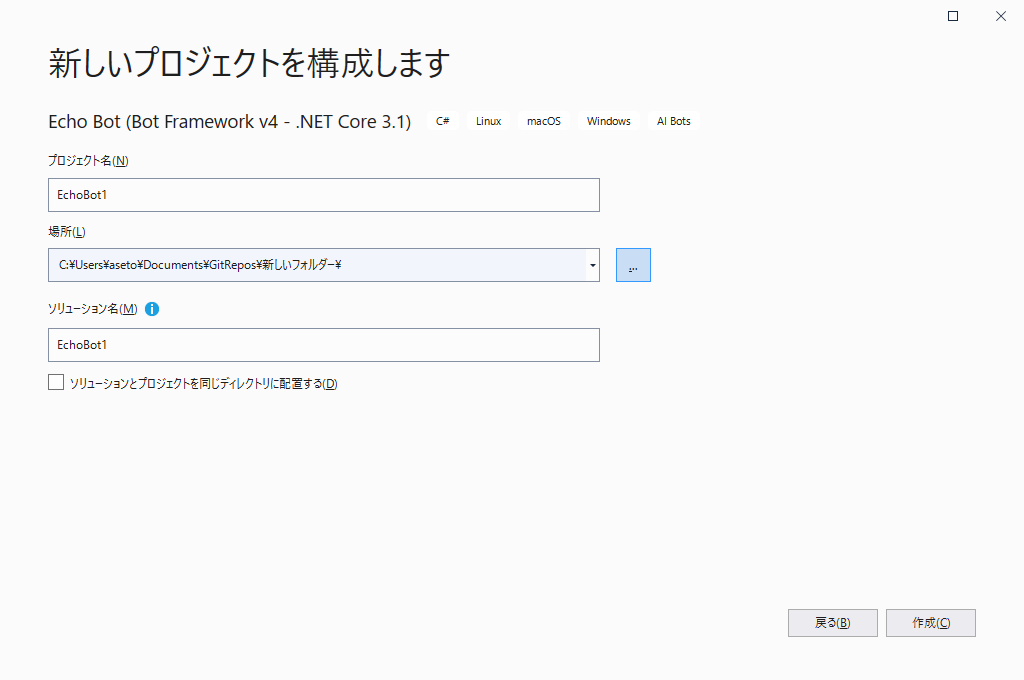 新しいプロジェクトを構成します
Echo Bot (Bot Framework v4 - .NET Core 3.1) C# Linux macOS Windows AI Bots
プロジェクト名(N)
EchoBot1
場所(L)
C:¥Users¥aseto¥Documents¥GitRepos¥新しいフォルダー¥
...
ソリューション名(M)
EchoBot1
ソリューションとプロジェクトを同じディレクトリに配置する(D)
戻る(B) 作成(C)